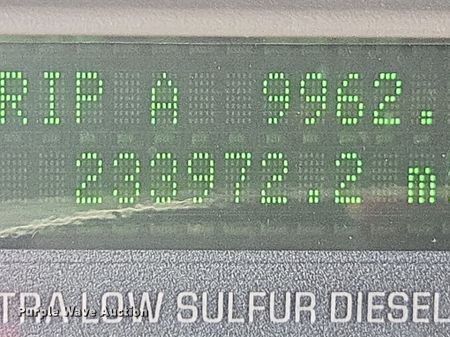 RIP A 9962.
233972.2 m
TRA LOW SULFUR DIESEL
Purple Wave Auction